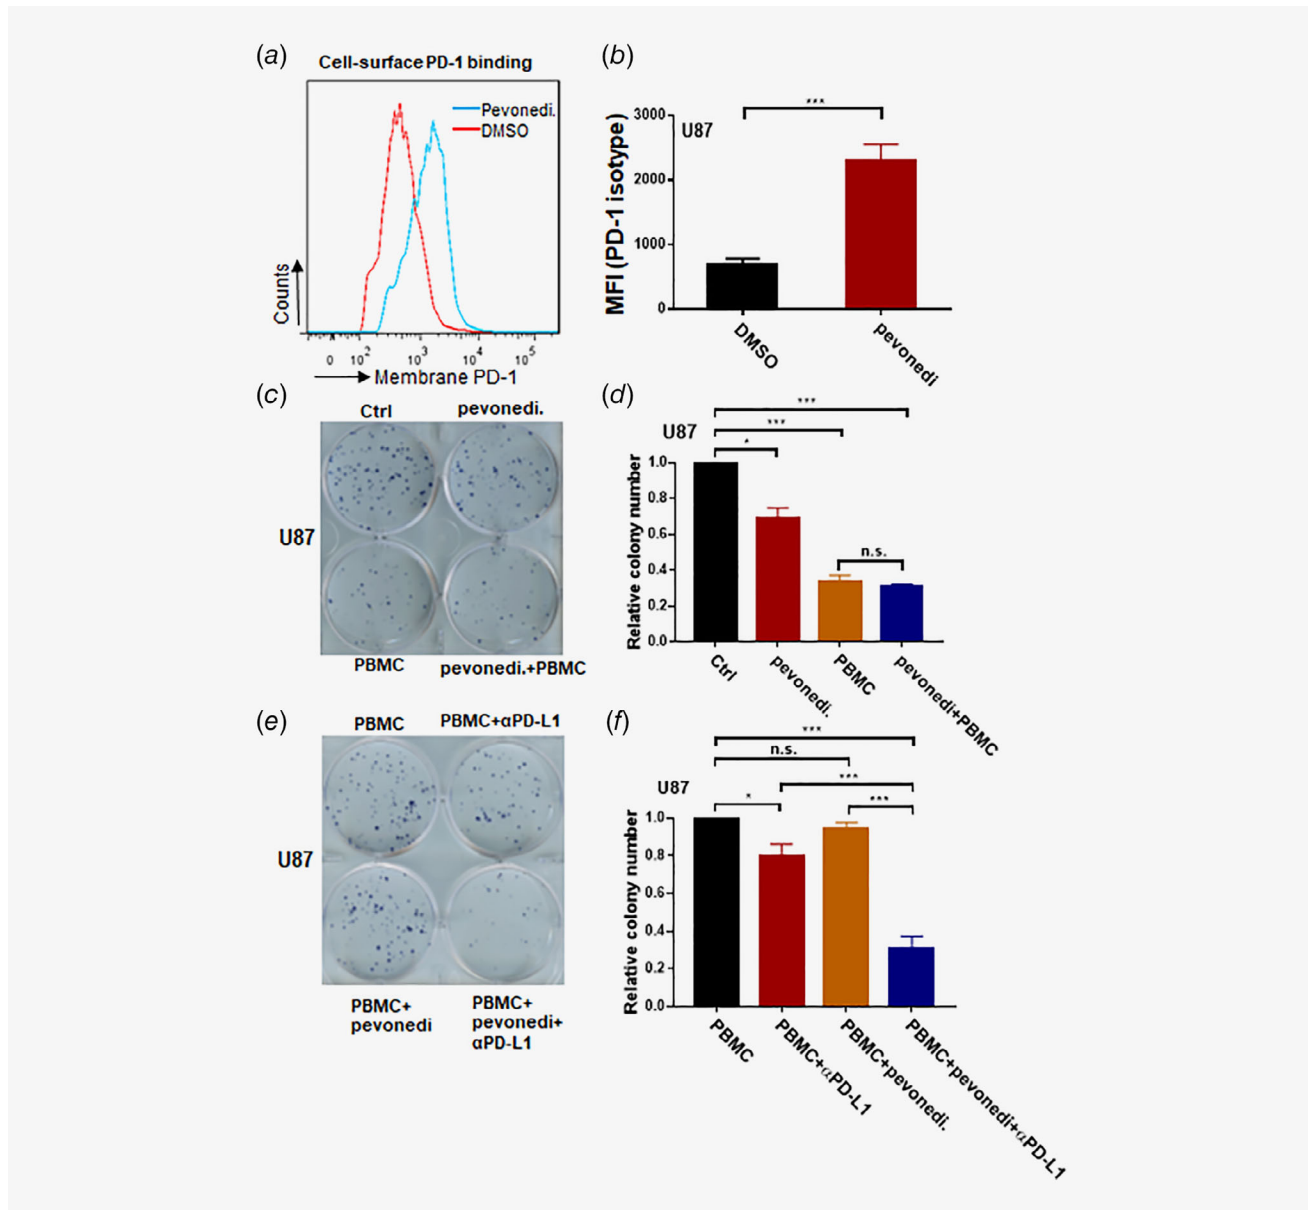 (a)
Cell-surface PD-1 binding
Pevonedi.
DMSO
Counts
0 10² 10³ 10⁴ 10⁵
Membrane PD-1
(b)
U87
MFI (PD-1 isotype)
3000
2000
1000
0
***
DMSO
pevonedi
(c)
Ctrl
pevonedi.
U87
PBMC
pevonedi.+PBMC
(d)
U87
Relative colony number
1.0
0.8
0.6
0.4
0.2
0.0
***
***
*
n.s.
Ctrl
pevonedi.
PBMC
pevonedi+PBMC
(e)
PBMC
PBMC+αPD-L1
U87
PBMC+
pevonedi
PBMC+
pevonedi+
αPD-L1
(f)
U87
Relative colony number
1.0
0.8
0.6
0.4
0.2
0.0
***
n.s.
***
*
***
PBMC
PBMC+αPD-L1
PBMC+pevonedi.
PBMC+pevonedi+αPD-L1